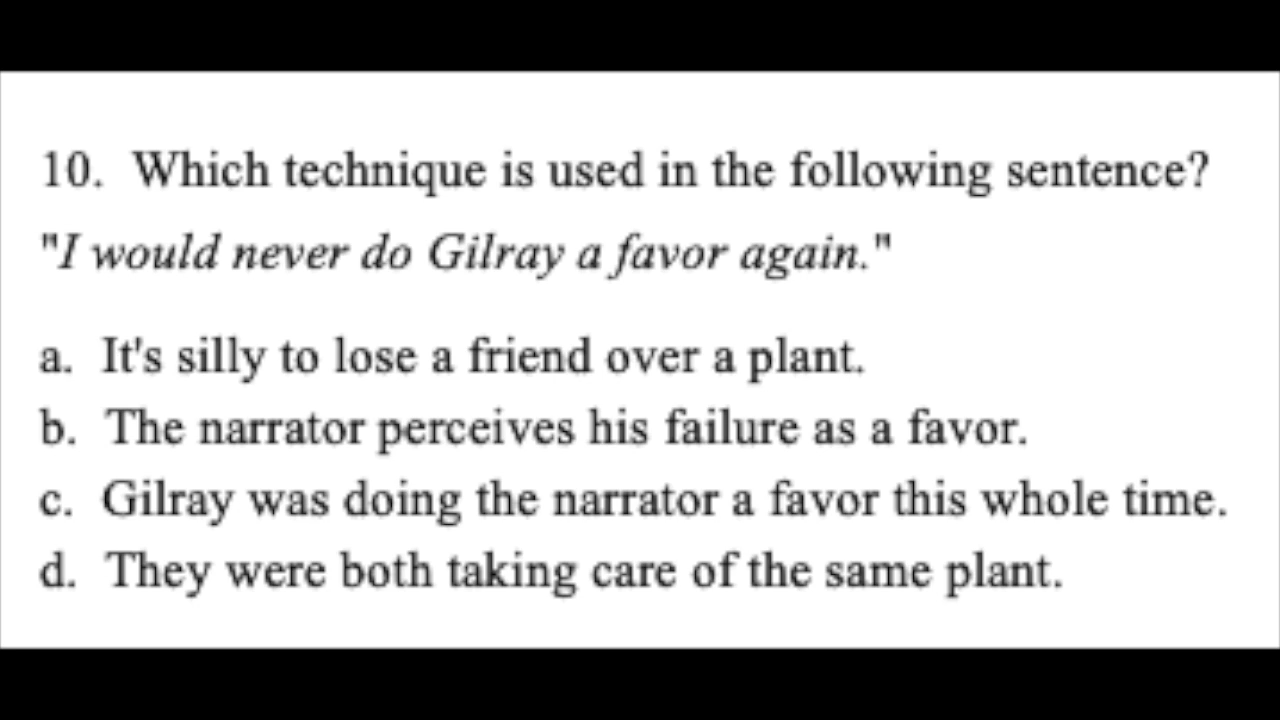 10. Which technique is used in the following sentence?
"I would never do Gilray a favor again."
a. It's silly to lose a friend over a plant.
b. The narrator perceives his failure as a favor.
c. Gilray was doing the narrator a favor this whole time.
d. They were both taking care of the same plant.